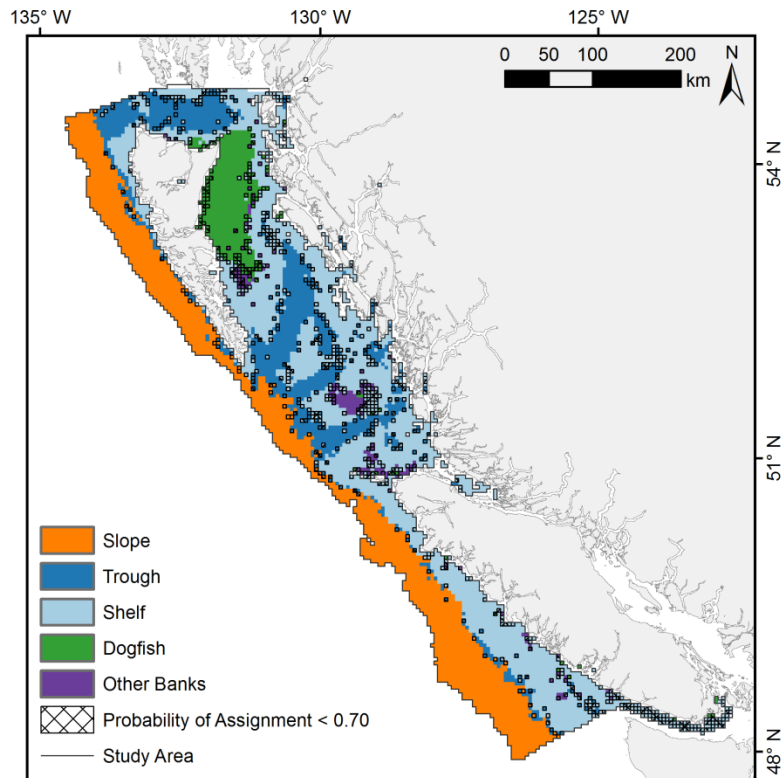 135° W 130° W 125° W
0 50 100 200
km
N
54° N
51° N
48° N
Slope
Trough
Shelf
Dogfish
Other Banks
Probability of Assignment < 0.70
Study Area